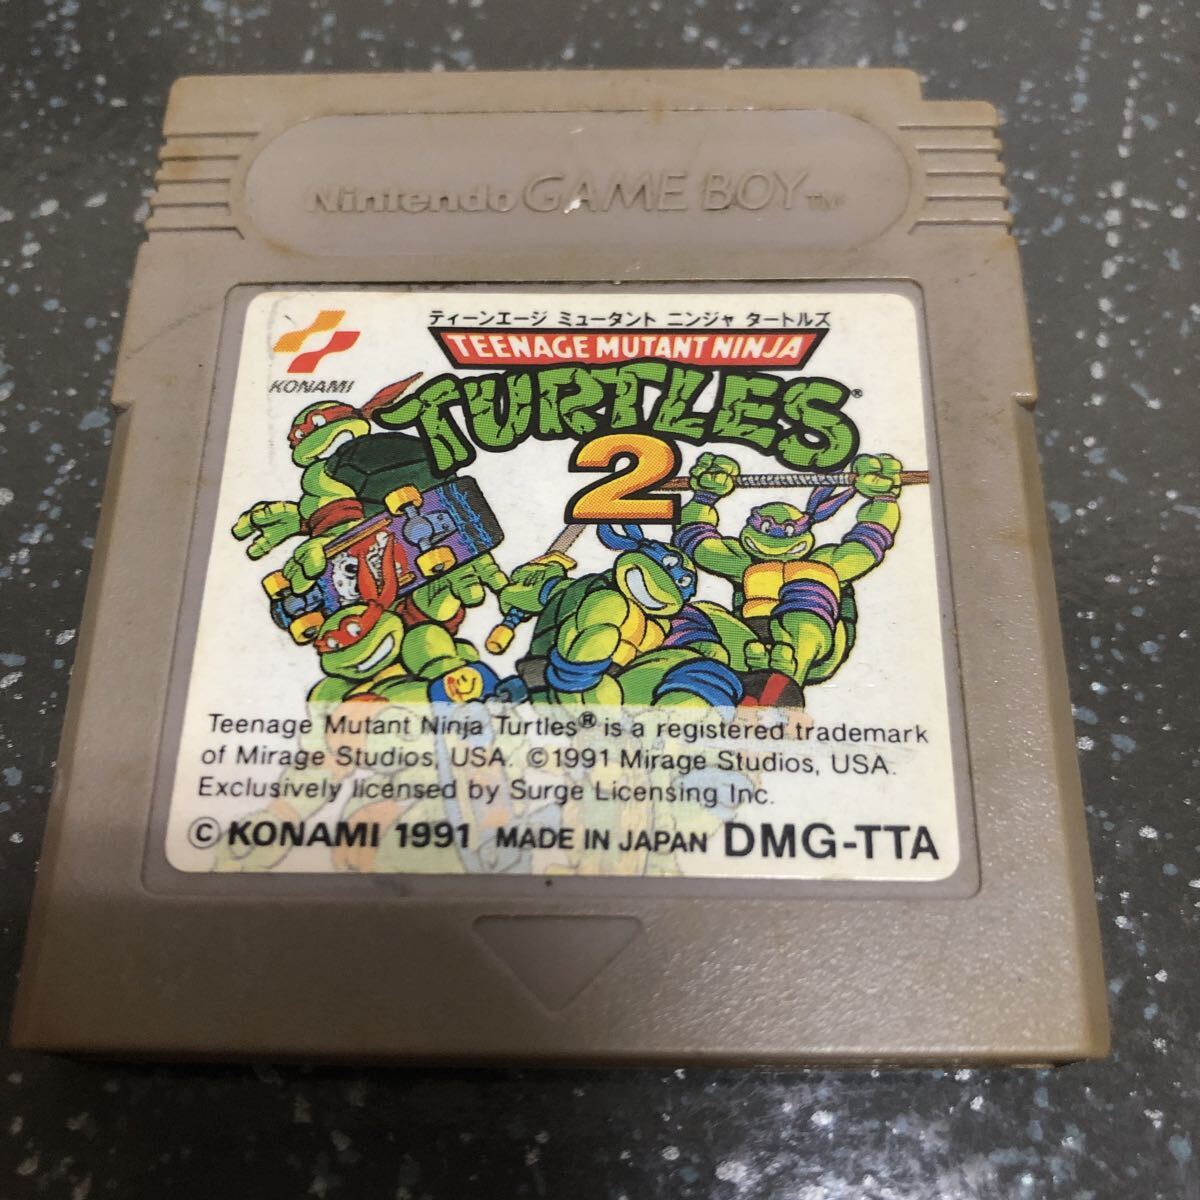 Nintendo GAME BOY TM
KONAMI
ティーンエージ ミュータント ニンジャ タートルズ
TEENAGE MUTANT NINJA
TURTLES®
2
Teenage Mutant Ninja Turtles® is a registered trademark
of Mirage Studios, USA. ©1991 Mirage Studios, USA.
Exclusively licensed by Surge Licensing Inc.
© KONAMI 1991 MADE IN JAPAN DMG-TTA